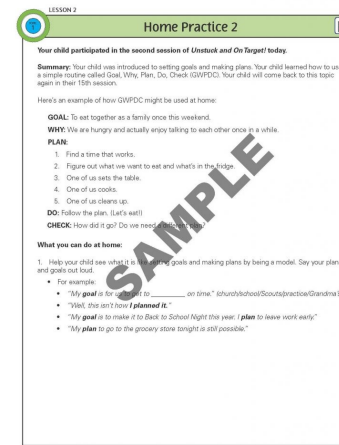 LESSON 2
Home Practice 2
Your child participated in the second session of Unstuck and On Target! today.
Summary: Your child was introduced to setting goals and making plans. Your child learned how to us
a simple routine called Goal, Why, Plan, Do, Check (GWPDC). Your child will come back to this topic
again in their 15th session.
Here's an example of how GWPDC might be used at home:
GOAL: To eat together as a family once this weekend.
WHY: We are hungry and actually enjoy talking to each other once in a while.
PLAN:
1. Find a time that works.
2. Figure out what we want to eat and what's in the fridge.
3. One of us sets the table.
4. One of us cooks.
5. One of us cleans up.
DO: Follow the plan. (Let's eat!)
CHECK: How did it go? Do we need a different plan?
What you can do at home:
1. Help your child see what it is like setting goals and making plans by being a model. Say your plan
and goals out loud.
• For example:
• "My goal is for us to get to __________ on time." (church/school/Scouts/practice/Grandma'
• "Well, this isn't how I planned it."
• "My goal is to make it to Back to School Night this year. I plan to leave work early."
• "My plan to go to the grocery store tonight is still possible."
SAMPLE